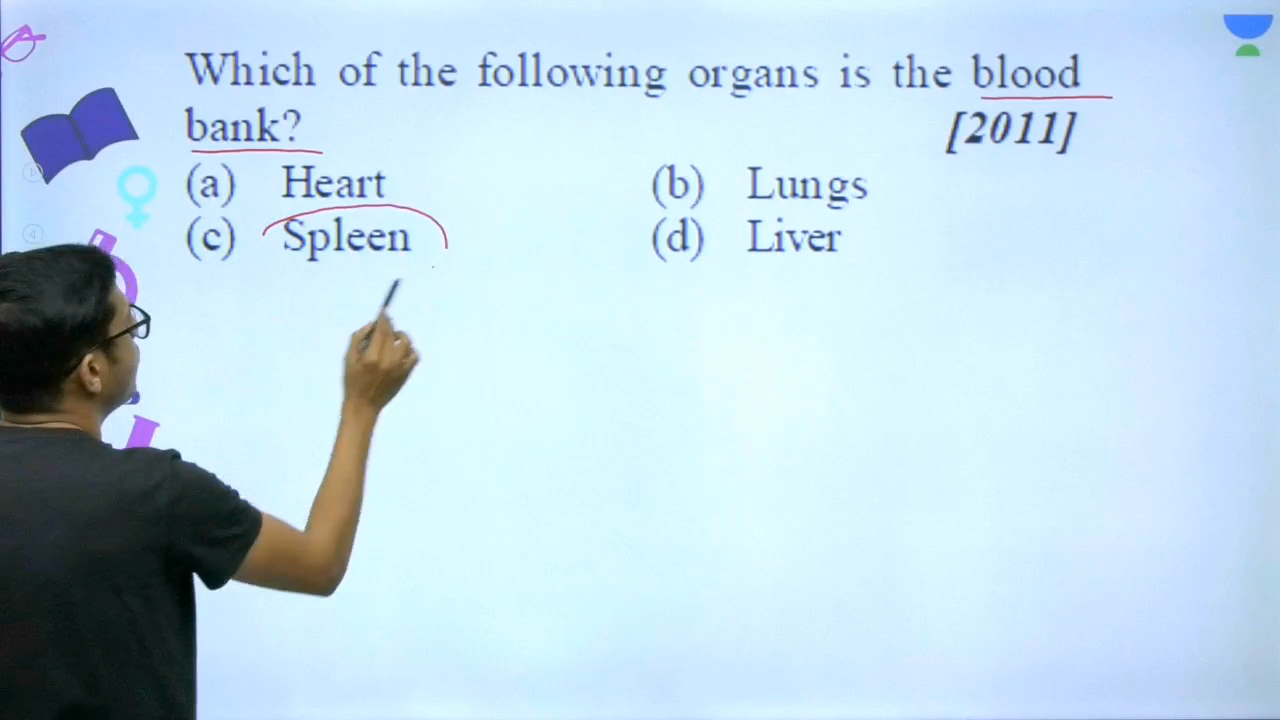 Which of the following organs is the blood
bank? [2011]
(a) Heart (b) Lungs
(c) Spleen (d) Liver